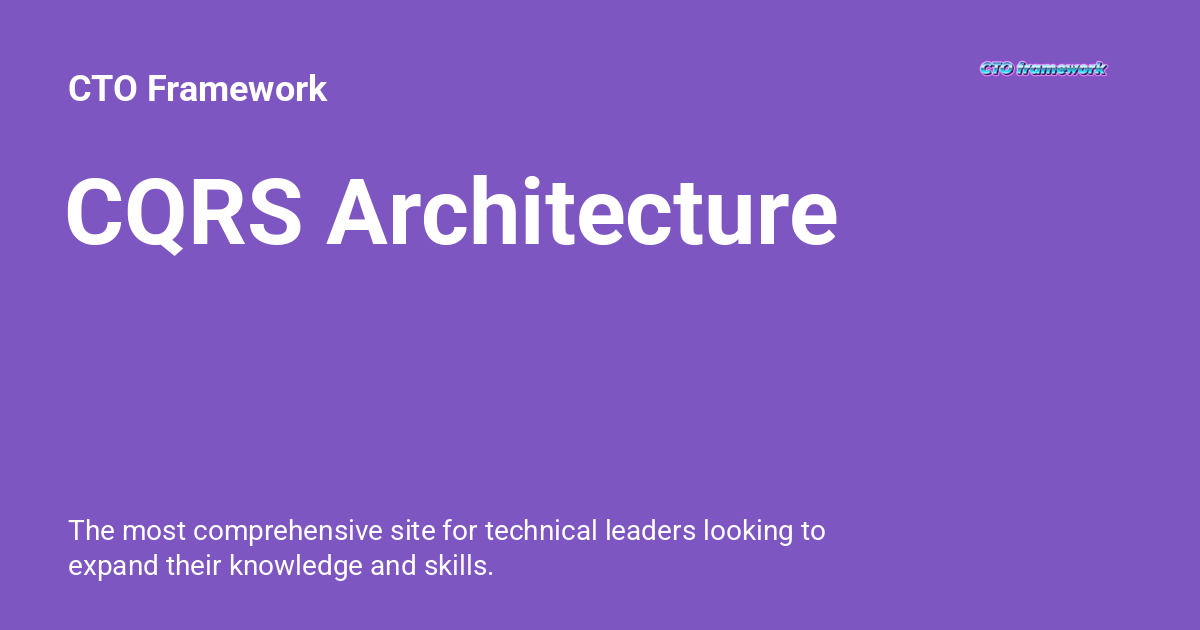 CTO Framework
CTO framework
CQRS Architecture
The most comprehensive site for technical leaders looking to
expand their knowledge and skills.